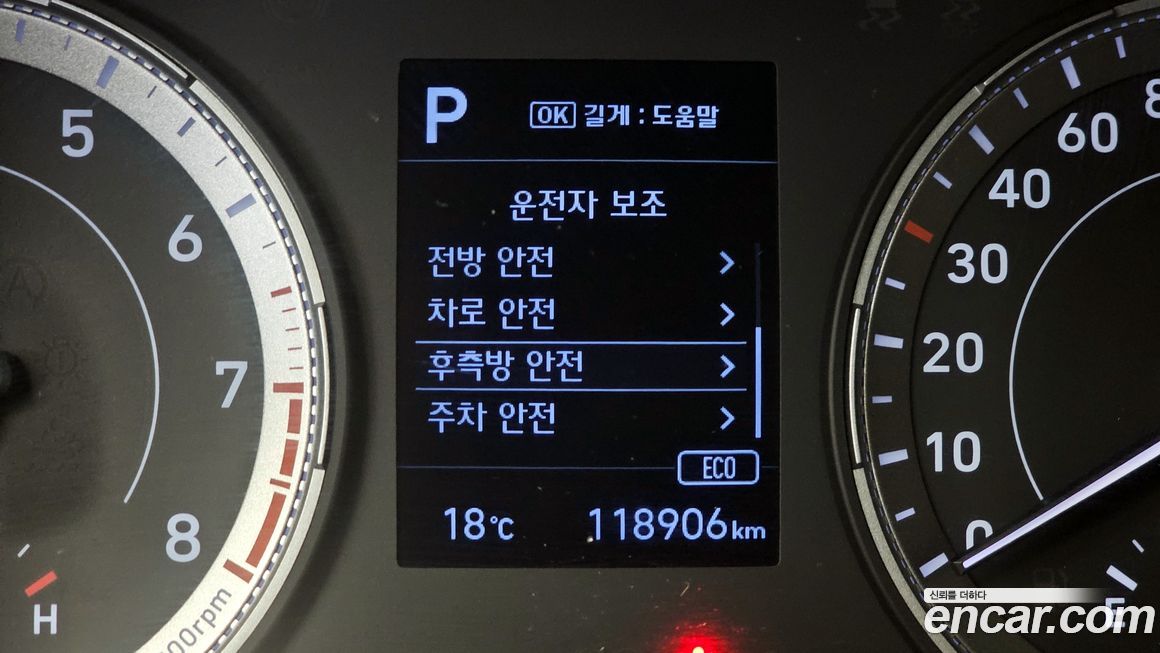 P
OK 길게 : 도움말
운전자 보조
전방 안전
차로 안전
후측방 안전
주차 안전
ECO
18℃ 118906km
5
6
7
8
H
00rpm
60
40
30
20
10
0
E
신뢰를 더하다
encar.com